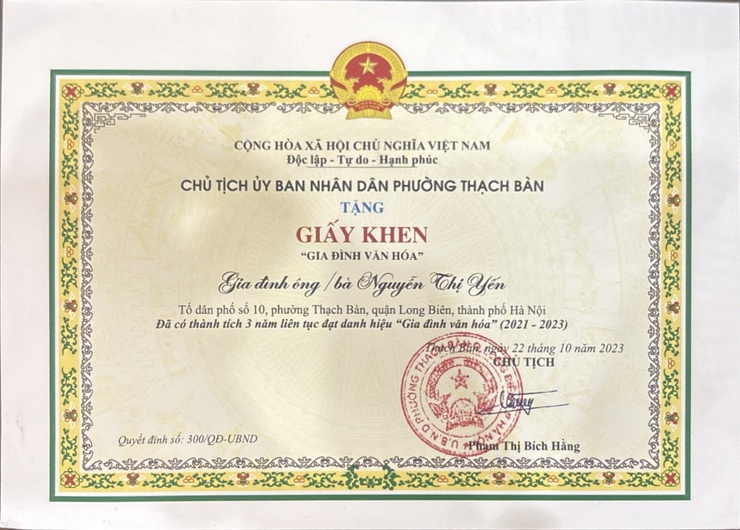 CỘNG HÒA XÃ HỘI CHỦ NGHĨA VIỆT NAM
Độc lập - Tự do - Hạnh phúc
CHỦ TỊCH ỦY BAN NHÂN DÂN PHƯỜNG THẠCH BÀN
TẶNG
GIẤY KHEN
“GIA ĐÌNH VĂN HÓA”
Gia đình ông /bà Nguyễn Thị Yến
Tổ dân phố số 10, phường Thạch Bàn, quận Long Biên, thành phố Hà Nội
Đã có thành tích 3 năm liên tục đạt danh hiệu “Gia đình văn hóa” (2021 - 2023)
Thạch Bàn, ngày 22 tháng 10 năm 2023
CHỦ TỊCH
U.B.N.D PHƯỜNG THẠCH BÀN
Quyết định số: 300/QĐ-UBND
Phạm Thị Bích Hằng